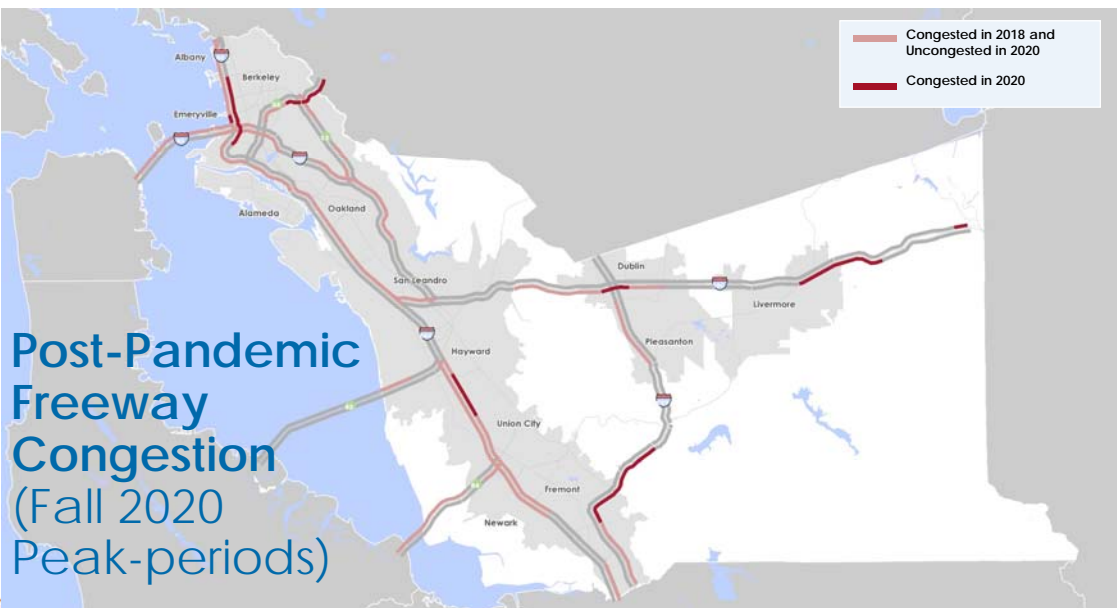 Congested in 2018 and
Uncongested in 2020
Congested in 2020
Albany
Berkeley
Emeryville
Oakland
Alameda
San Leandro
Dublin
Livermore
Pleasanton
Hayward
Union City
Fremont
Newark
Post-Pandemic
Freeway
Congestion
(Fall 2020
Peak-periods)